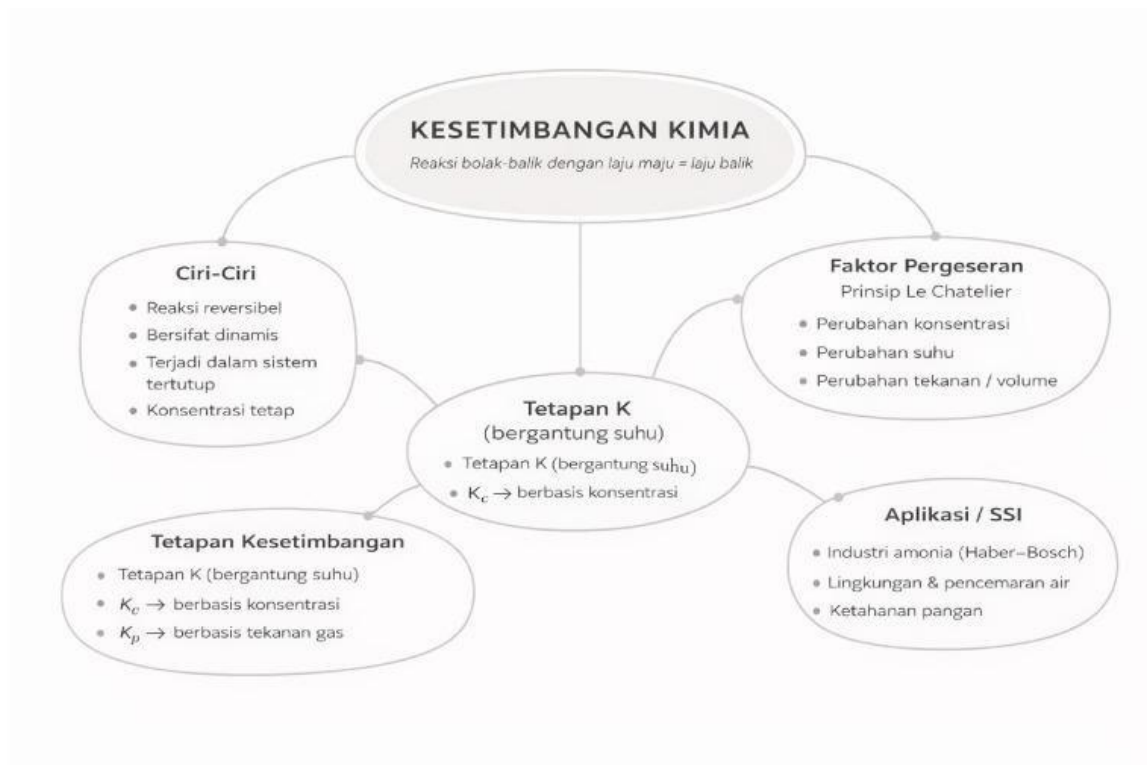 KESETIMBANGAN KIMIA
Reaksi bolak-balik dengan laju maju = laju balik
Ciri-Ciri
• Reaksi reversibel
• Bersifat dinamis
• Terjadi dalam sistem
tertutup
• Konsentrasi tetap
Faktor Pergeseran
Prinsip Le Chatelier
• Perubahan konsentrasi
• Perubahan suhu
• Perubahan tekanan / volume
Tetapan K
(bergantung suhu)
• Tetapan K (bergantung suhu)
• K_c → berbasis konsentrasi
Tetapan Kesetimbangan
• Tetapan K (bergantung suhu)
• K_c → berbasis konsentrasi
• K_p → berbasis tekanan gas
Aplikasi / SSI
• Industri amonia (Haber–Bosch)
• Lingkungan & pencemaran air
• Ketahanan pangan